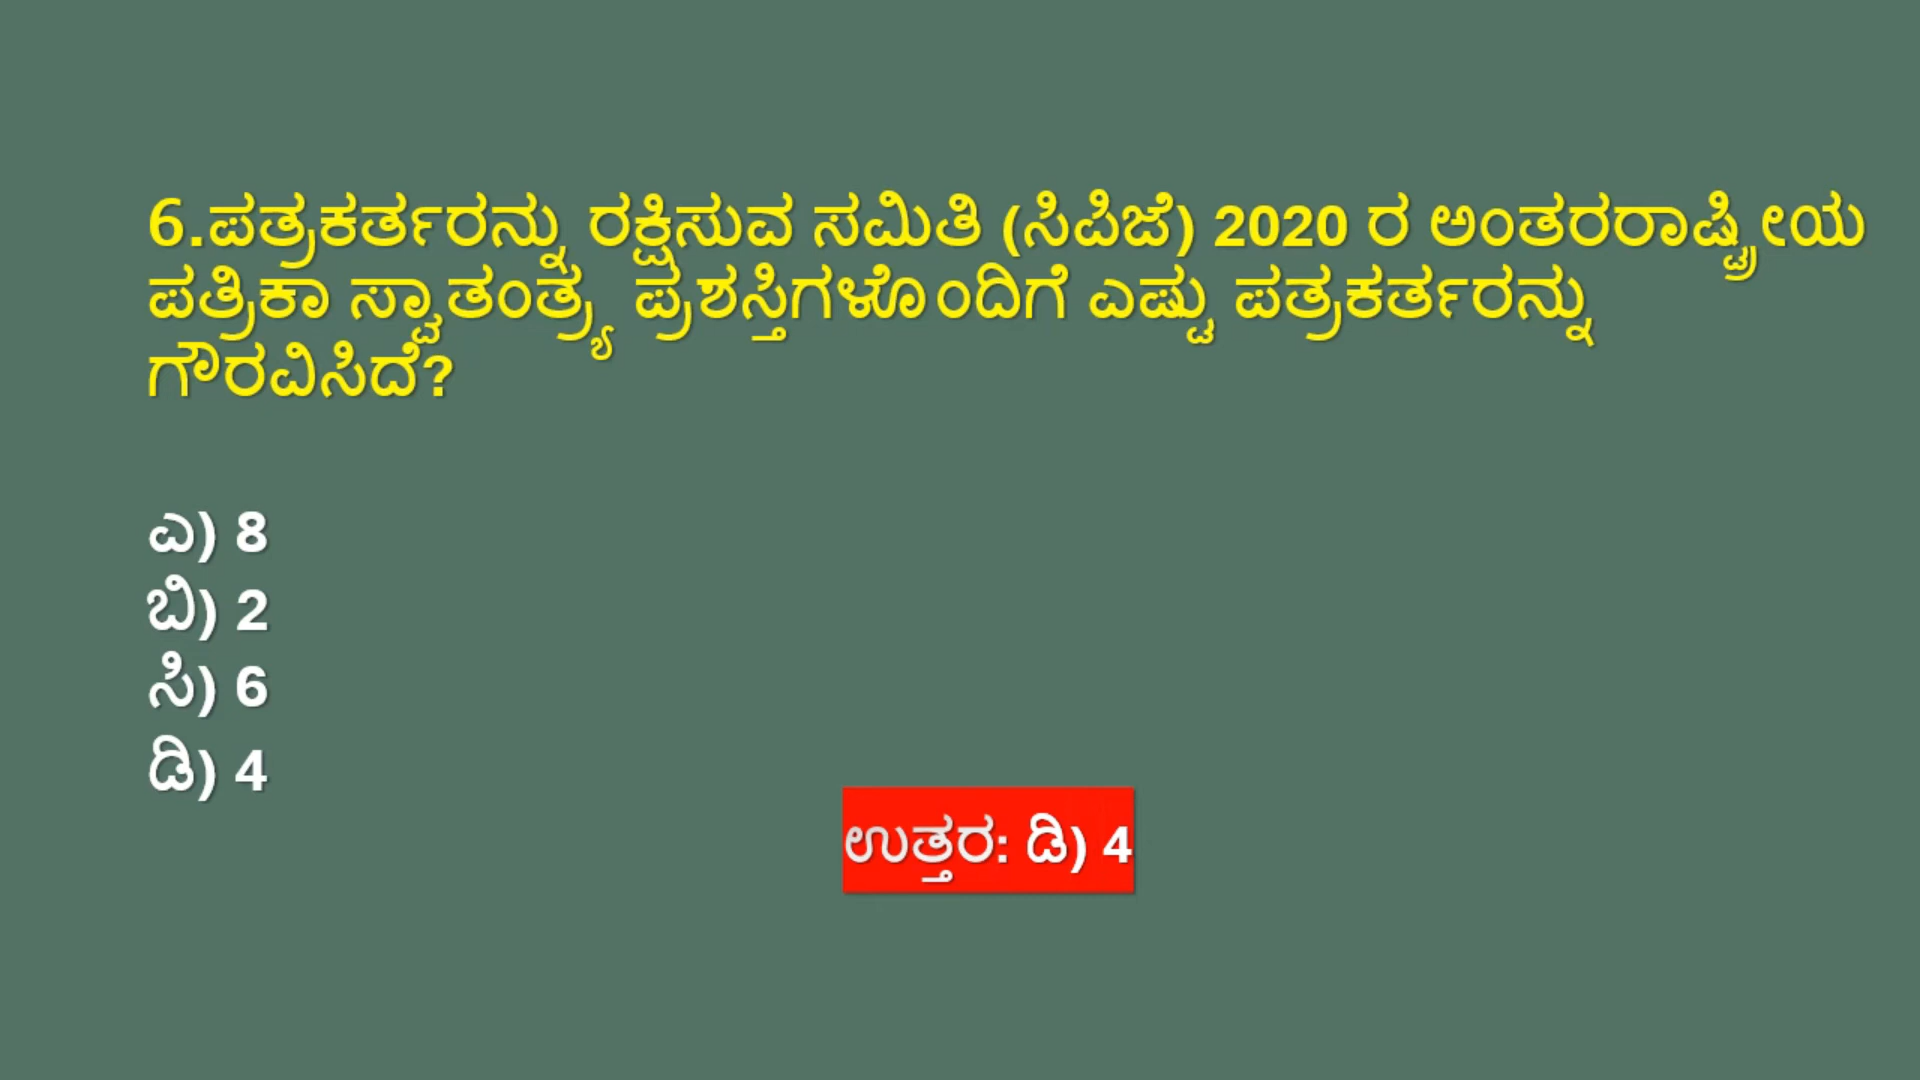 6.ಪತ್ರಕರ್ತರನ್ನು ರಕ್ಷಿಸುವ ಸಮಿತಿ (ಸಿಪಿಜೆ) 2020 ರ ಅಂತರರಾಷ್ಟ್ರೀಯ
ಪತ್ರಿಕಾ ಸ್ವಾತಂತ್ರ್ಯ ಪ್ರಶಸ್ತಿಗಳೊಂದಿಗೆ ಎಷ್ಟು ಪತ್ರಕರ್ತರನ್ನು
ಗೌರವಿಸಿದೆ?
ಎ) 8
ಬಿ) 2
ಸಿ) 6
ಡಿ) 4
ಉತ್ತರ: ಡಿ) 4